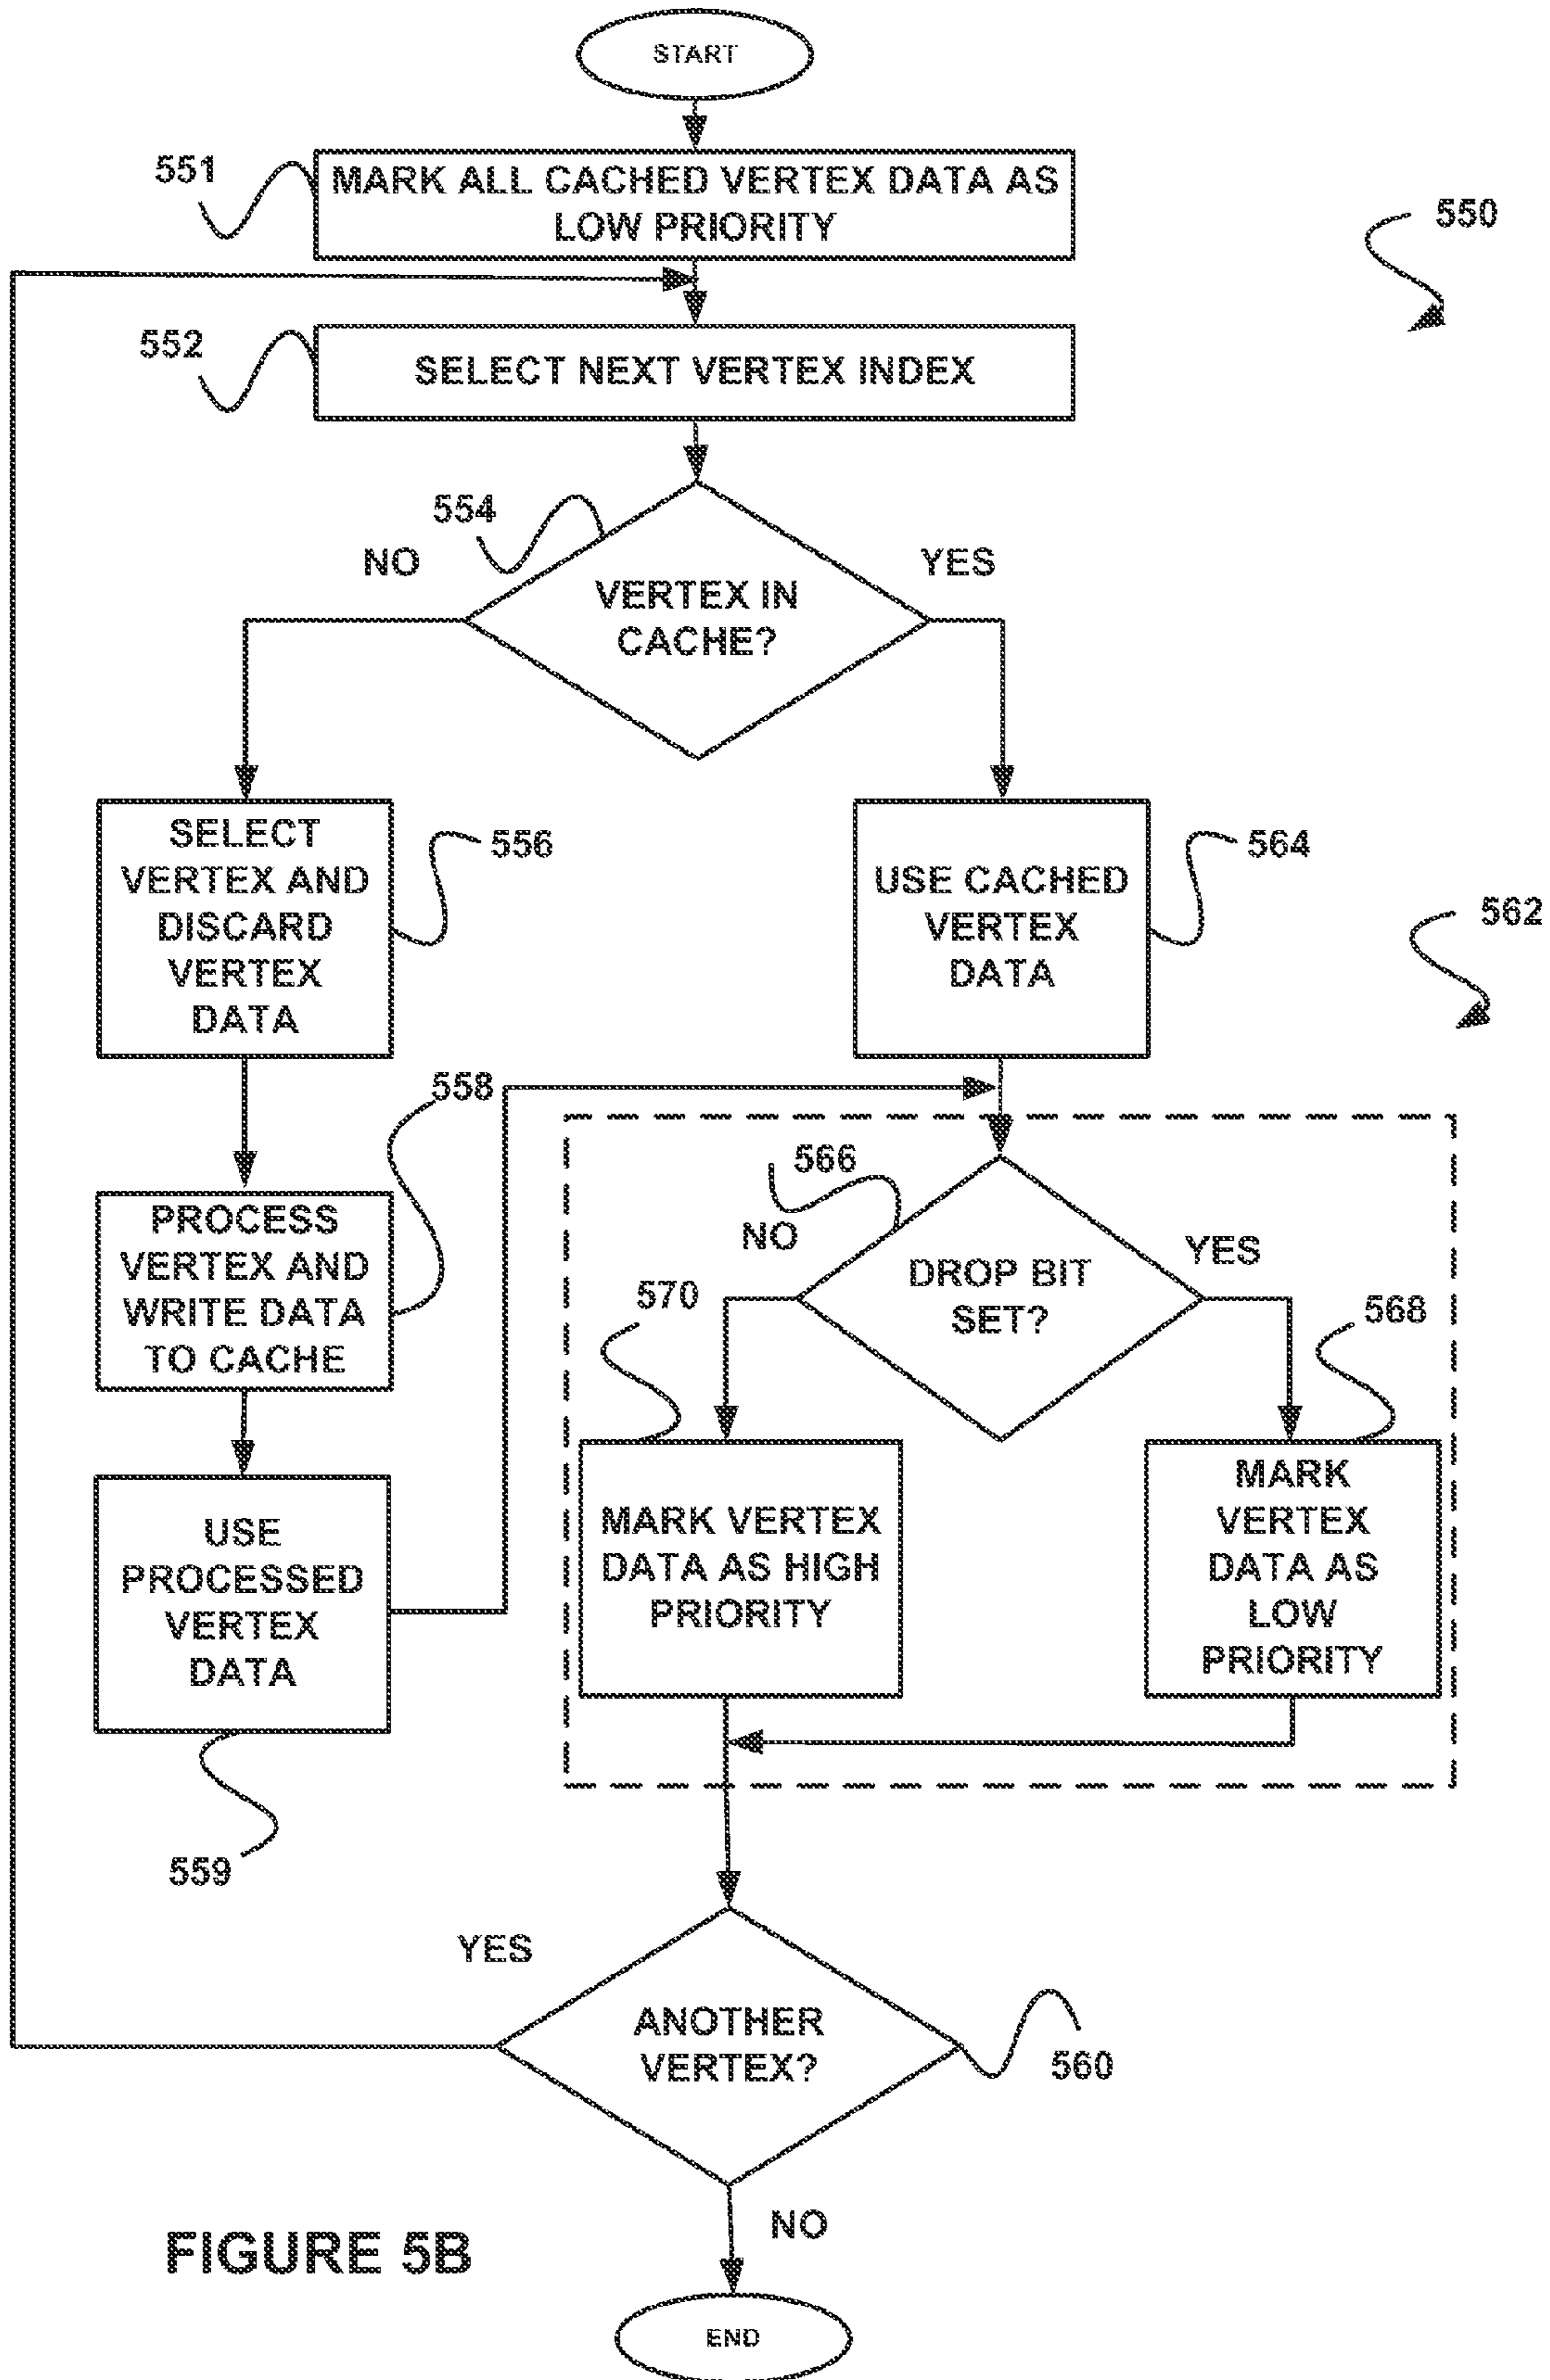 START
551
MARK ALL CACHED VERTEX DATA AS
LOW PRIORITY
550
552
SELECT NEXT VERTEX INDEX
554
NO
YES
VERTEX IN
CACHE?
SELECT
VERTEX AND
DISCARD
VERTEX
DATA
556
USE CACHED
VERTEX
DATA
564
562
558
PROCESS
VERTEX AND
WRITE DATA
TO CACHE
566
NO
YES
DROP BIT
SET?
570
568
USE
PROCESSED
VERTEX
DATA
MARK VERTEX
DATA AS HIGH
PRIORITY
MARK
VERTEX
DATA AS
LOW
PRIORITY
559
YES
ANOTHER
VERTEX?
560
NO
FIGURE 5B
END